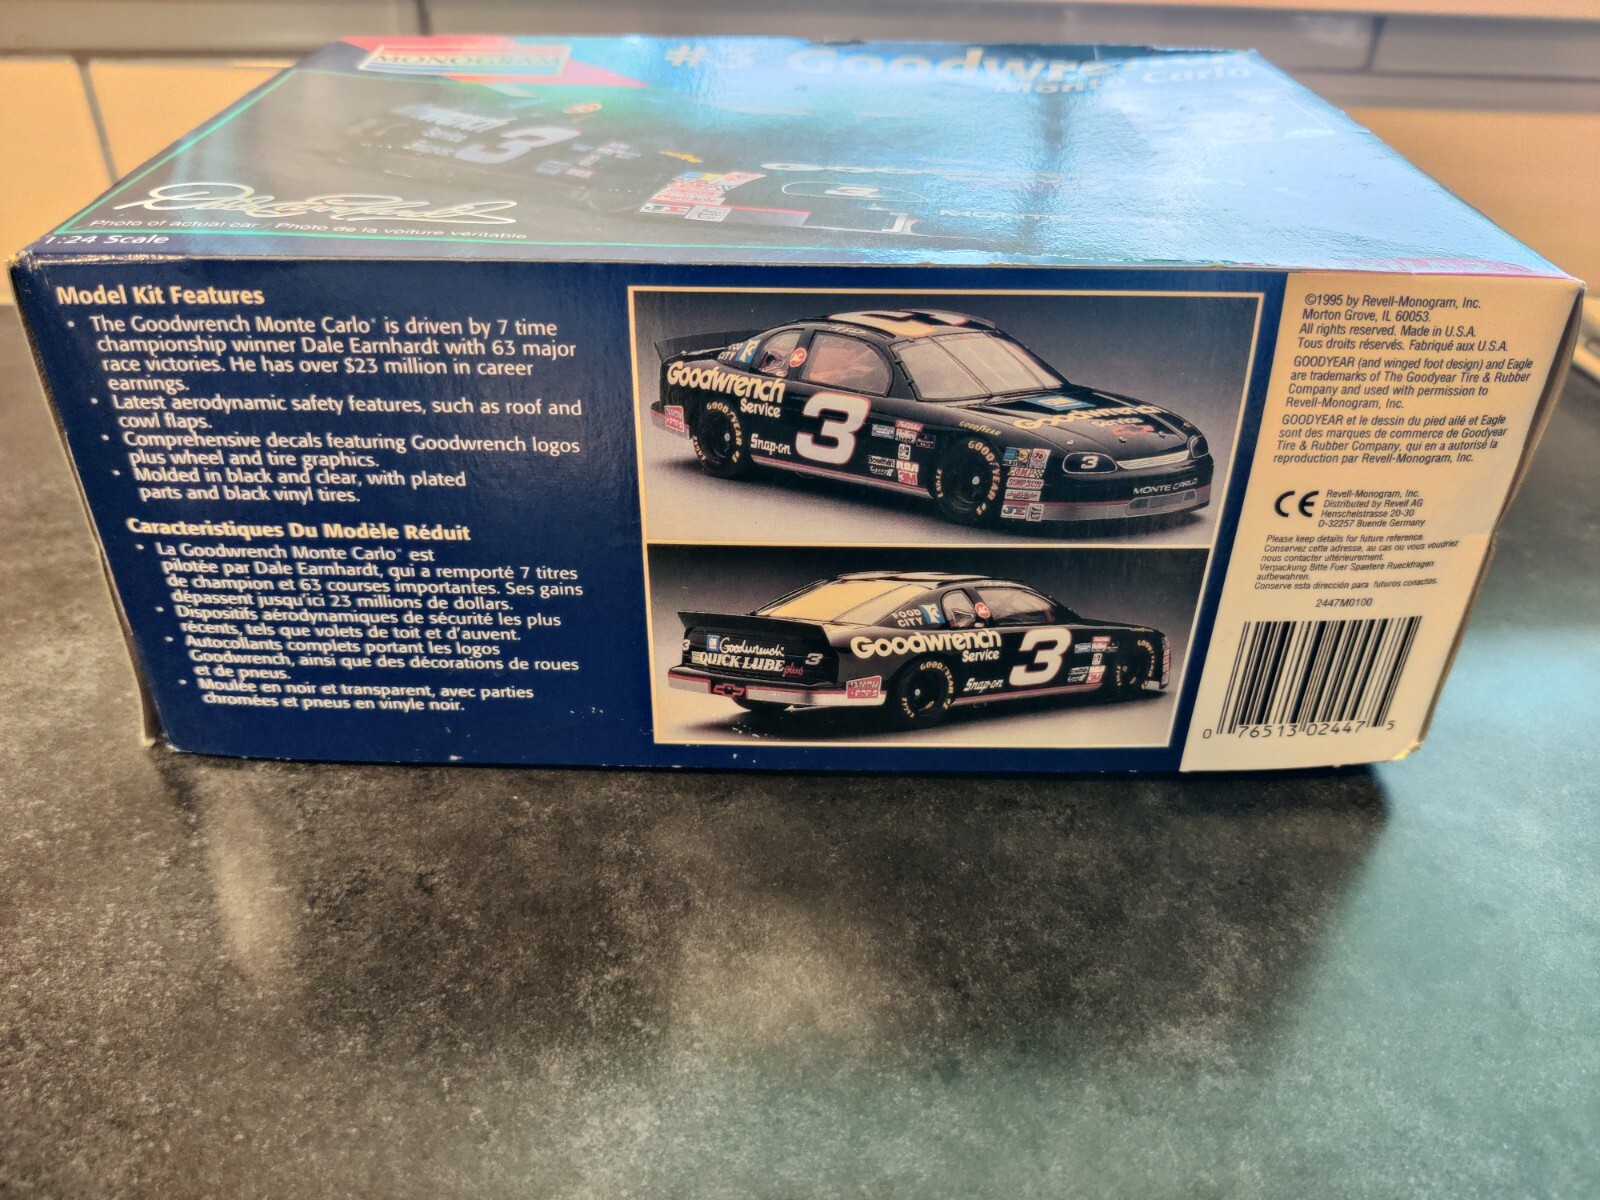 MONOGRAM
#3 Goodwre
Monte Carlo
3
Photo of actual car / Photo de la voiture véritable
1:24 Scale
Model Kit Features
• The Goodwrench Monte Carlo* is driven by 7 time
championship winner Dale Earnhardt with 63 major
race victories. He has over $23 million in career
earnings.
• Latest aerodynamic safety features, such as roof and
cowl flaps.
• Comprehensive decals featuring Goodwrench logos
plus wheel and tire graphics.
• Molded in black and clear, with plated
parts and black vinyl tires.
Caracteristiques Du Modèle Réduit
• La Goodwrench Monte Carlo* est
pilotée par Dale Earnhardt, qui a remporté 7 titres
de champion et 63 courses importantes. Ses gains
dépassent jusqu'ici 23 millions de dollars.
• Dispositifs aérodynamiques de sécurité les plus
récents, tels que volets de toit et d'auvent.
• Autocollants complets portant les logos
Goodwrench, ainsi que des décorations de roues
et de pneus.
• Moulée en noir et transparent, avec parties
chromées et pneus en vinyle noir.
FOOD CITY
Goodwrench
Service
3
GOODYEAR
Snap-on
GOODYEAR
Goodwrench
Service
3
MONTE CARLO
SIMPSON
76
FOOD CITY
Goodwrench
Service
3
Snap-on
GOODYEAR
3 Goodwrench
QUICK LUBE plus 3
©1995 by Revell-Monogram, Inc.
Morton Grove, IL 60053.
All rights reserved. Made in U.S.A.
Tous droits réservés. Fabriqué aux U.S.A.
GOODYEAR (and winged foot design) and Eagle
are trademarks of The Goodyear Tire & Rubber
Company and used with permission to
Revell-Monogram, Inc.
GOODYEAR et le dessin du pied ailé et Eagle
sont des marques de commerce de Goodyear
Tire & Rubber Company, qui en a autorisé la
reproduction par Revell-Monogram, Inc.
CE
Revell-Monogram, Inc.
Distributed by Revell AG
Henschelstrasse 20-30
D-32257 Buende Germany
Please keep details for future reference.
Conservez cette adresse, au cas ou vous voudriez
nous contacter ultérieurement.
Verpackung Bitte Fuer Spaetere Rueckfragen
aufbewahren.
Conserve esta dirección para futuros conactos.
2447M0100
0 76513 02447 5